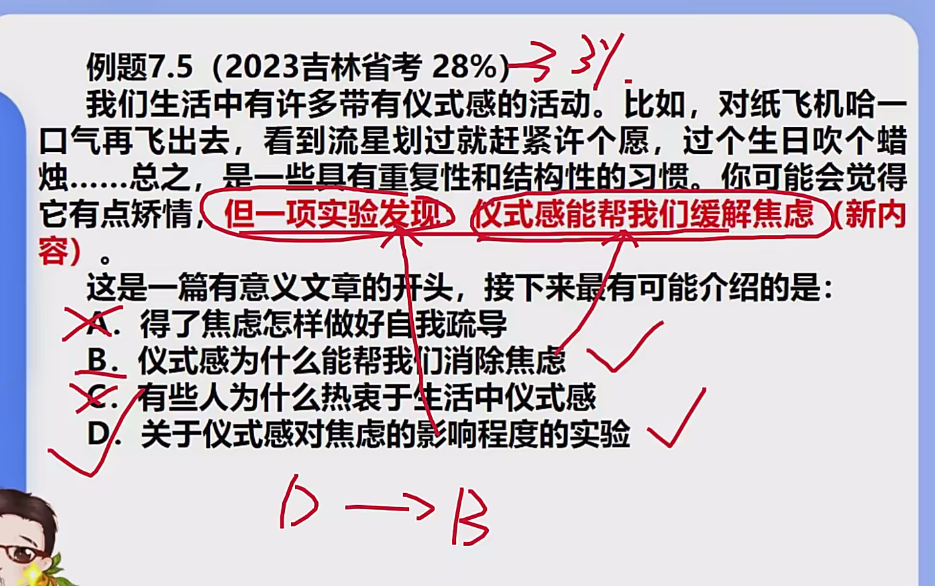 例题7.5（2023吉林省考 28%）→ 3%.
我们生活中有许多带有仪式感的活动。比如，对纸飞机哈一
口气再飞出去，看到流星划过就赶紧许个愿，过个生日吹个蜡
烛……总之，是一些具有重复性和结构性的习惯。你可能会觉得
它有点矫情，但一项实验发现，仪式感能帮我们缓解焦虑（新内
容）。
这是一篇有意义文章的开头，接下来最有可能介绍的是：
A．得了焦虑怎样做好自我疏导
B．仪式感为什么能帮我们消除焦虑
C．有些人为什么热衷于生活中仪式感
D．关于仪式感对焦虑的影响程度的实验
D → B